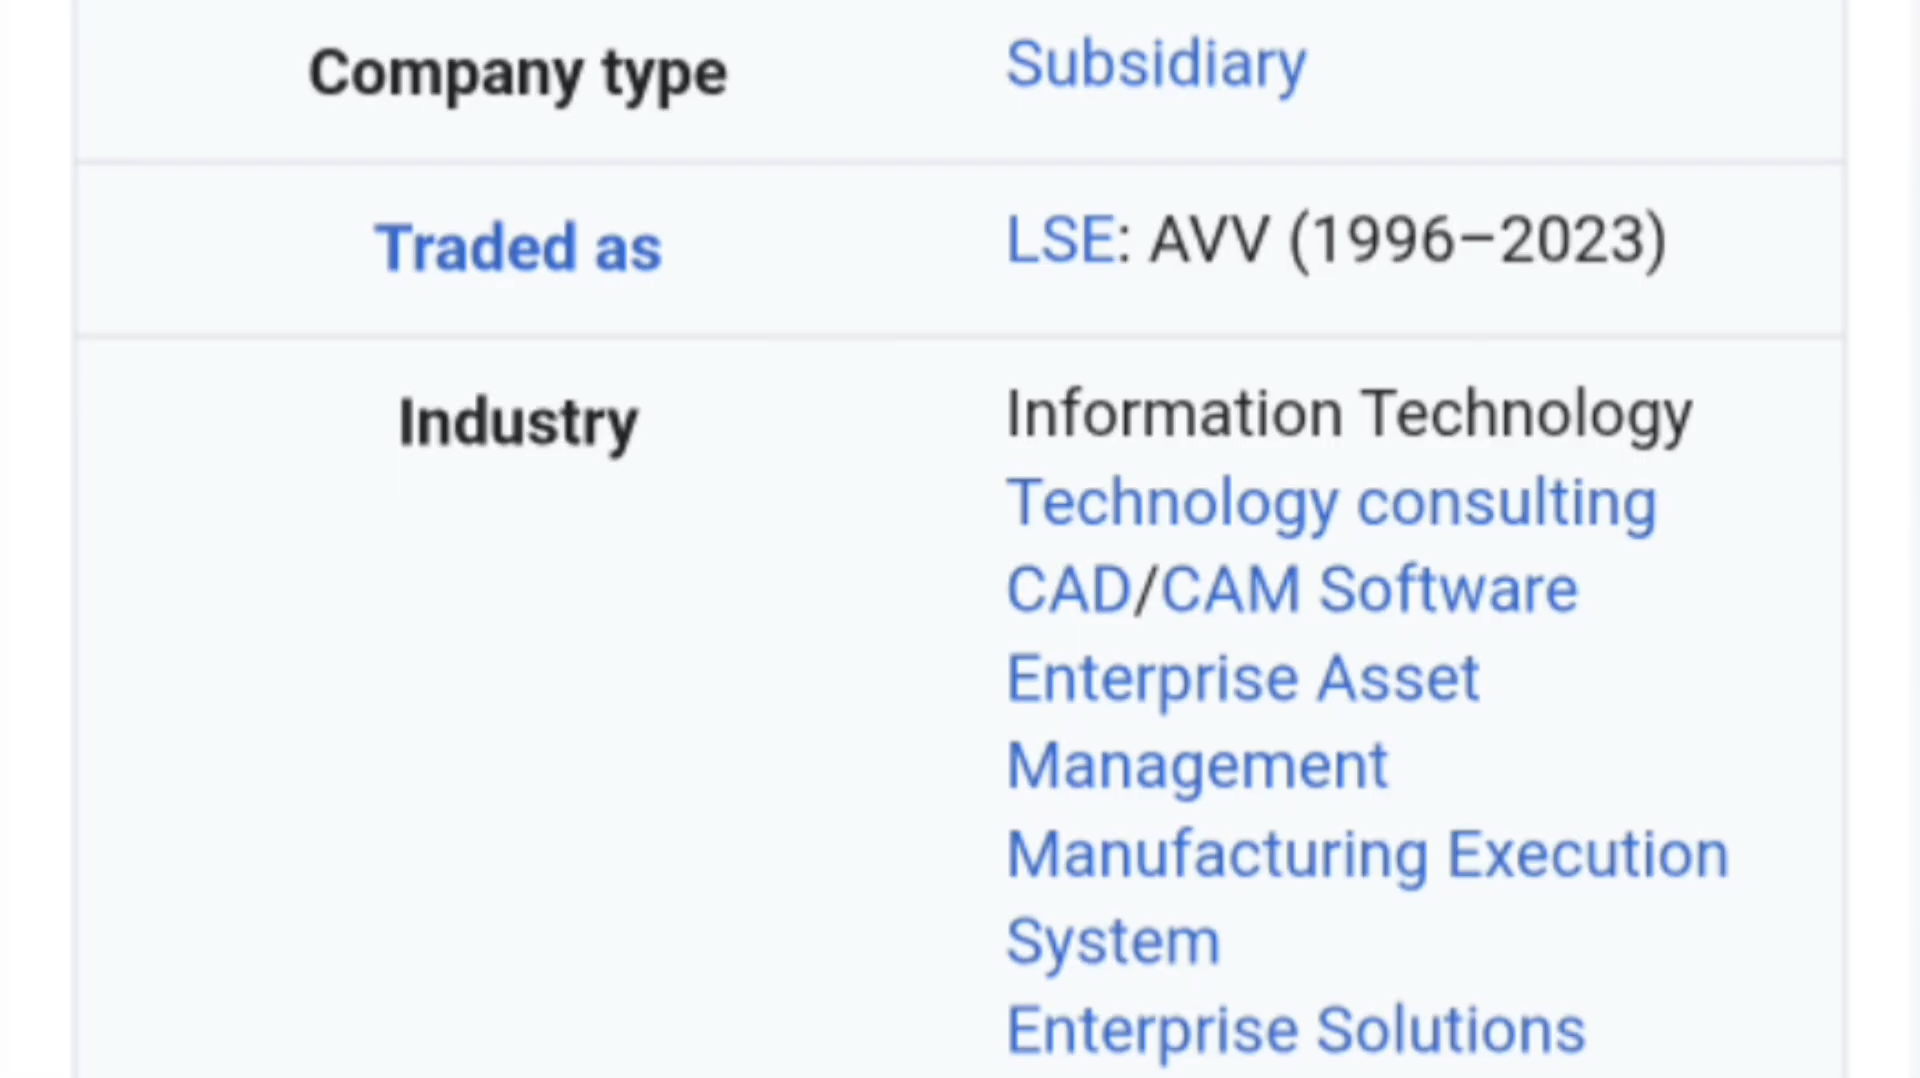 Company type Subsidiary
Traded as LSE: AVV (1996–2023)
Industry Information Technology
Technology consulting
CAD/CAM Software
Enterprise Asset
Management
Manufacturing Execution
System
Enterprise Solutions